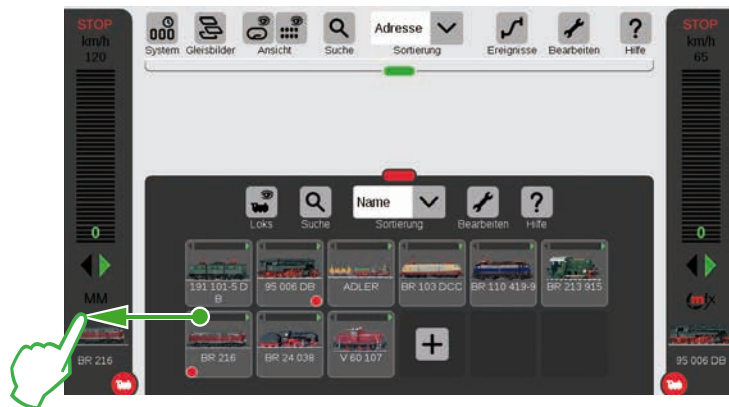 STOP
km/h
120
0
MM
BR 216
System Gleisbilder Ansicht Suche Adresse Sortierung Ereignisse Bearbeiten Hilfe
Loks Suche Name Sortierung Bearbeiten Hilfe
191 101-5 D
B
95 006 DB
ADLER
BR 103 DCC
BR 110 419-9
BR 213 915
BR 216
BR 24 038
V 60 107
STOP
km/h
65
0
mfx
95 006 DB